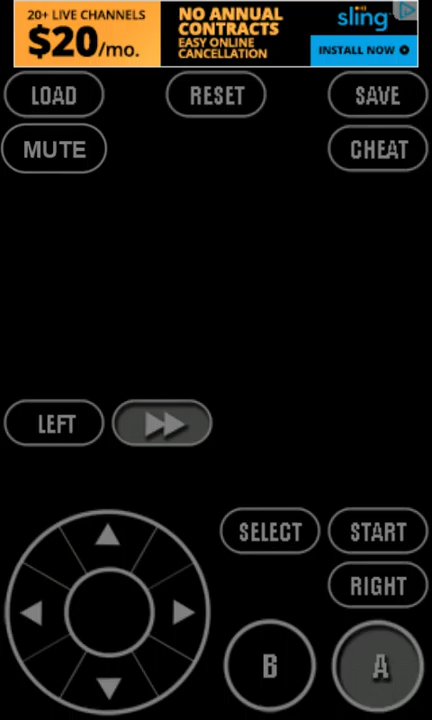 20+ LIVE CHANNELS
$20/mo.
NO ANNUAL
CONTRACTS
EASY ONLINE
CANCELLATION
sling
INSTALL NOW
LOAD
RESET
SAVE
MUTE
CHEAT
LEFT
SELECT
START
RIGHT
B
A